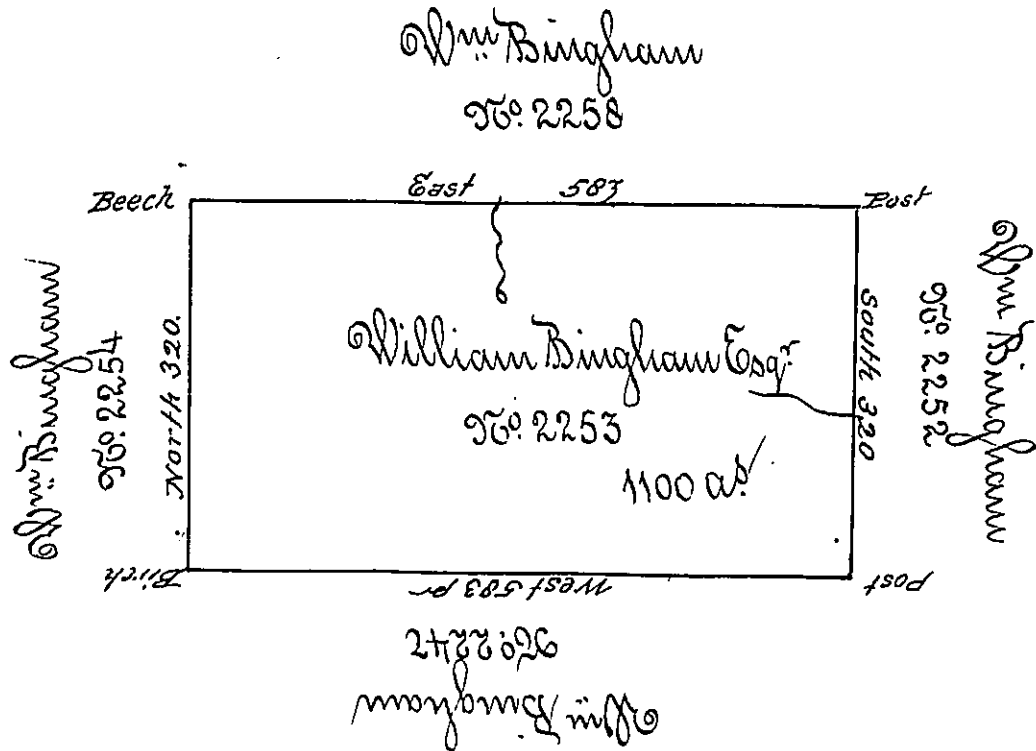 Wm Bingham
No. 2258
Beech
East 583
Post
Wm Bingham
No. 2254
North 320.
William Bingham Esqr
No. 2253
1100 as
South 320
No. 2252
Wm Bingham
Birch
West 583 pr
Post
No. 2247
Wm Bingham